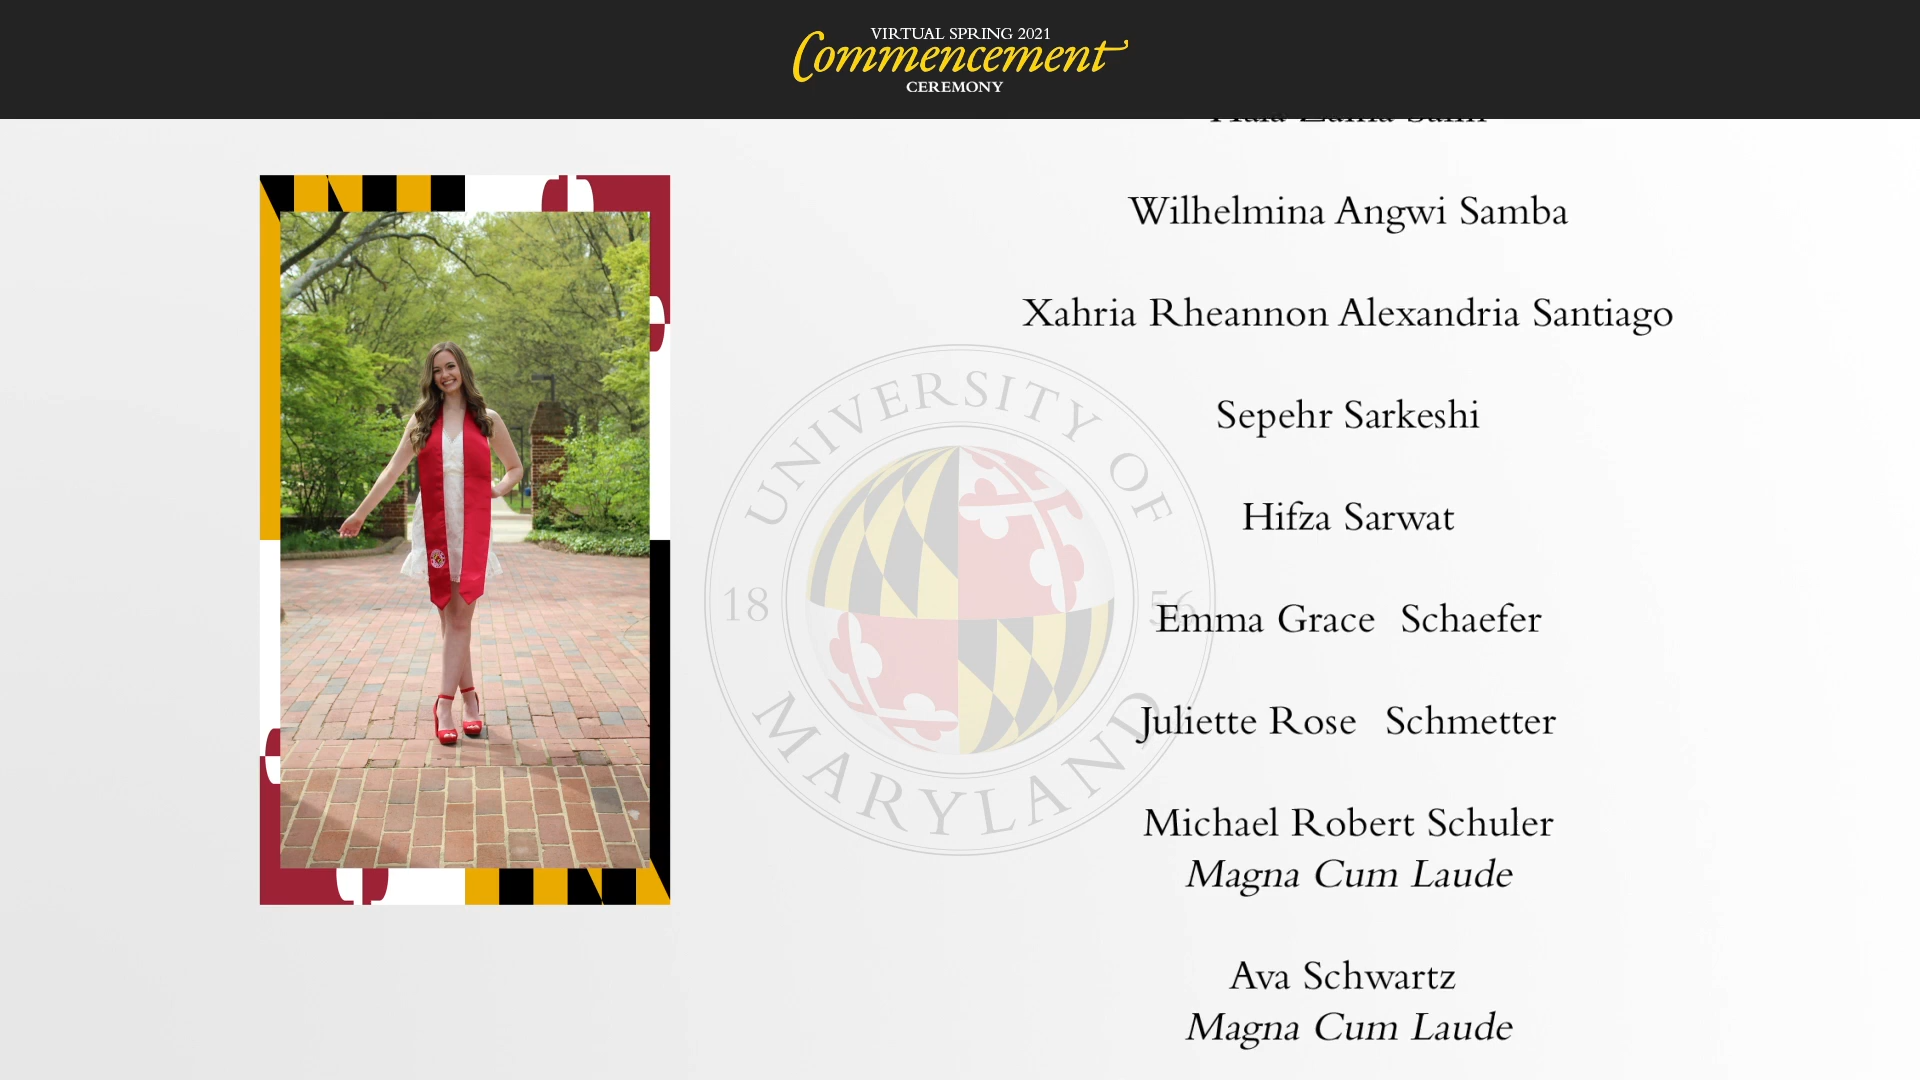 VIRTUAL SPRING 2021
Commencement
CEREMONY
Wilhelmina Angwi Samba
Xahria Rheannon Alexandria Santiago
Sepehr Sarkeshi
Hifza Sarwat
Emma Grace Schaefer
Juliette Rose Schmetter
Michael Robert Schuler
Magna Cum Laude
Ava Schwartz
Magna Cum Laude
UNIVERSITY OF
18 56
MARYLAND